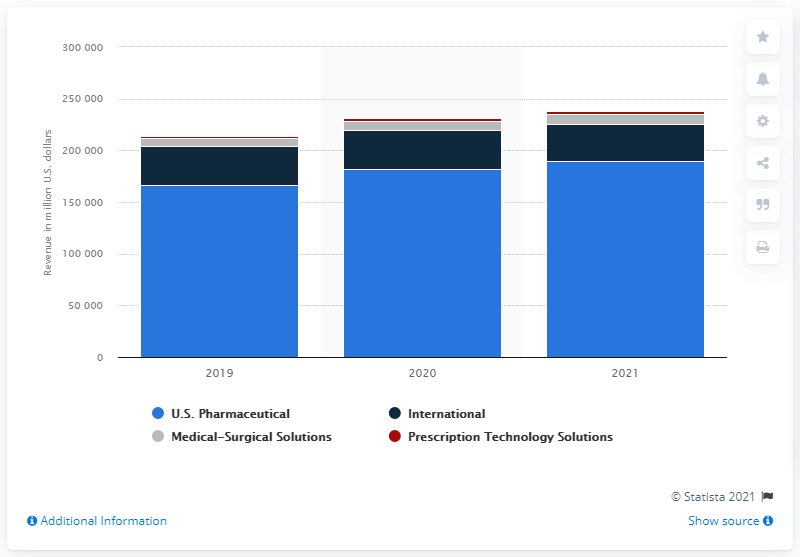 300 000
250 000
200 000
150 000
100 000
50 000
0
Revenue in million U.S. dollars
2019 2020 2021
U.S. Pharmaceutical International
Medical-Surgical Solutions Prescription Technology Solutions
© Statista 2021
Additional Information Show source